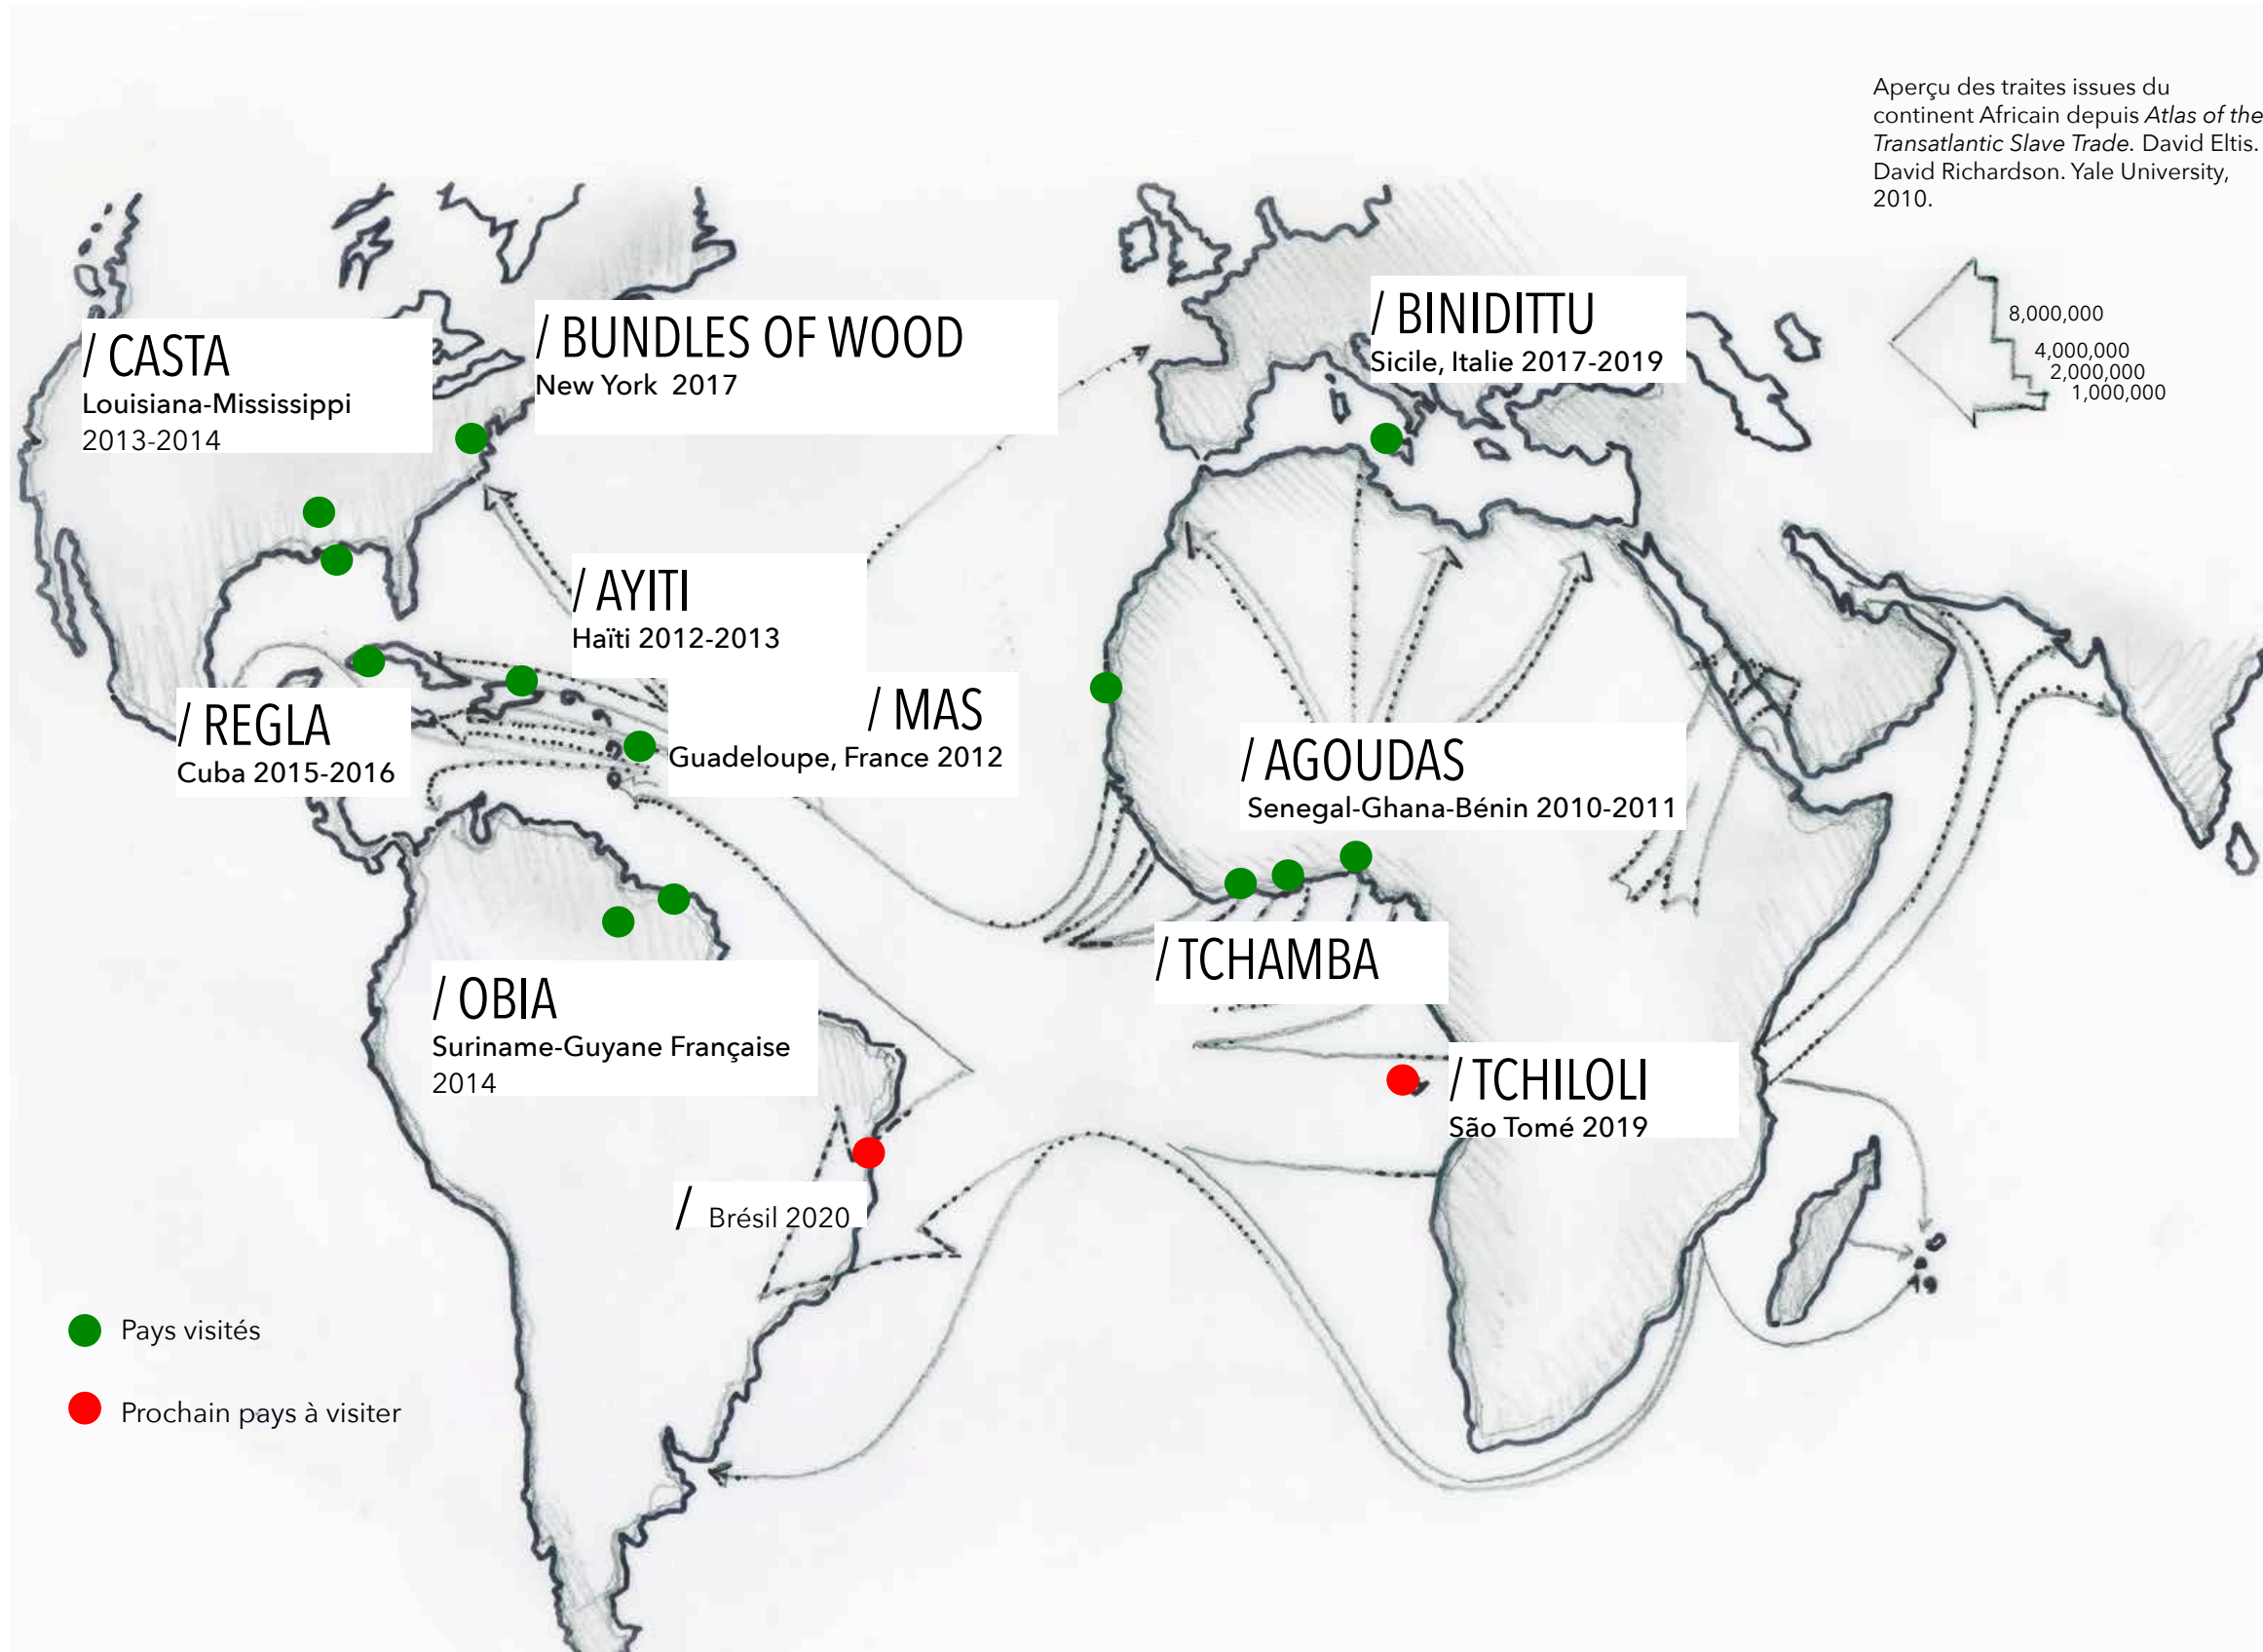 Aperçu des traites issues du
continent Africain depuis Atlas of the
Transatlantic Slave Trade. David Eltis.
David Richardson. Yale University,
2010.
8,000,000
4,000,000
2,000,000
1,000,000
/ CASTA
Louisiana-Mississippi
2013-2014
/ BUNDLES OF WOOD
New York 2017
/ BINIDITTU
Sicile, Italie 2017-2019
/ AYITI
Haïti 2012-2013
/ REGLA
Cuba 2015-2016
/ MAS
Guadeloupe, France 2012
/ AGOUDAS
Senegal-Ghana-Bénin 2010-2011
/ OBIA
Suriname-Guyane Française
2014
/ TCHAMBA
/ TCHILOLI
São Tomé 2019
/ Brésil 2020
Pays visités
Prochain pays à visiter